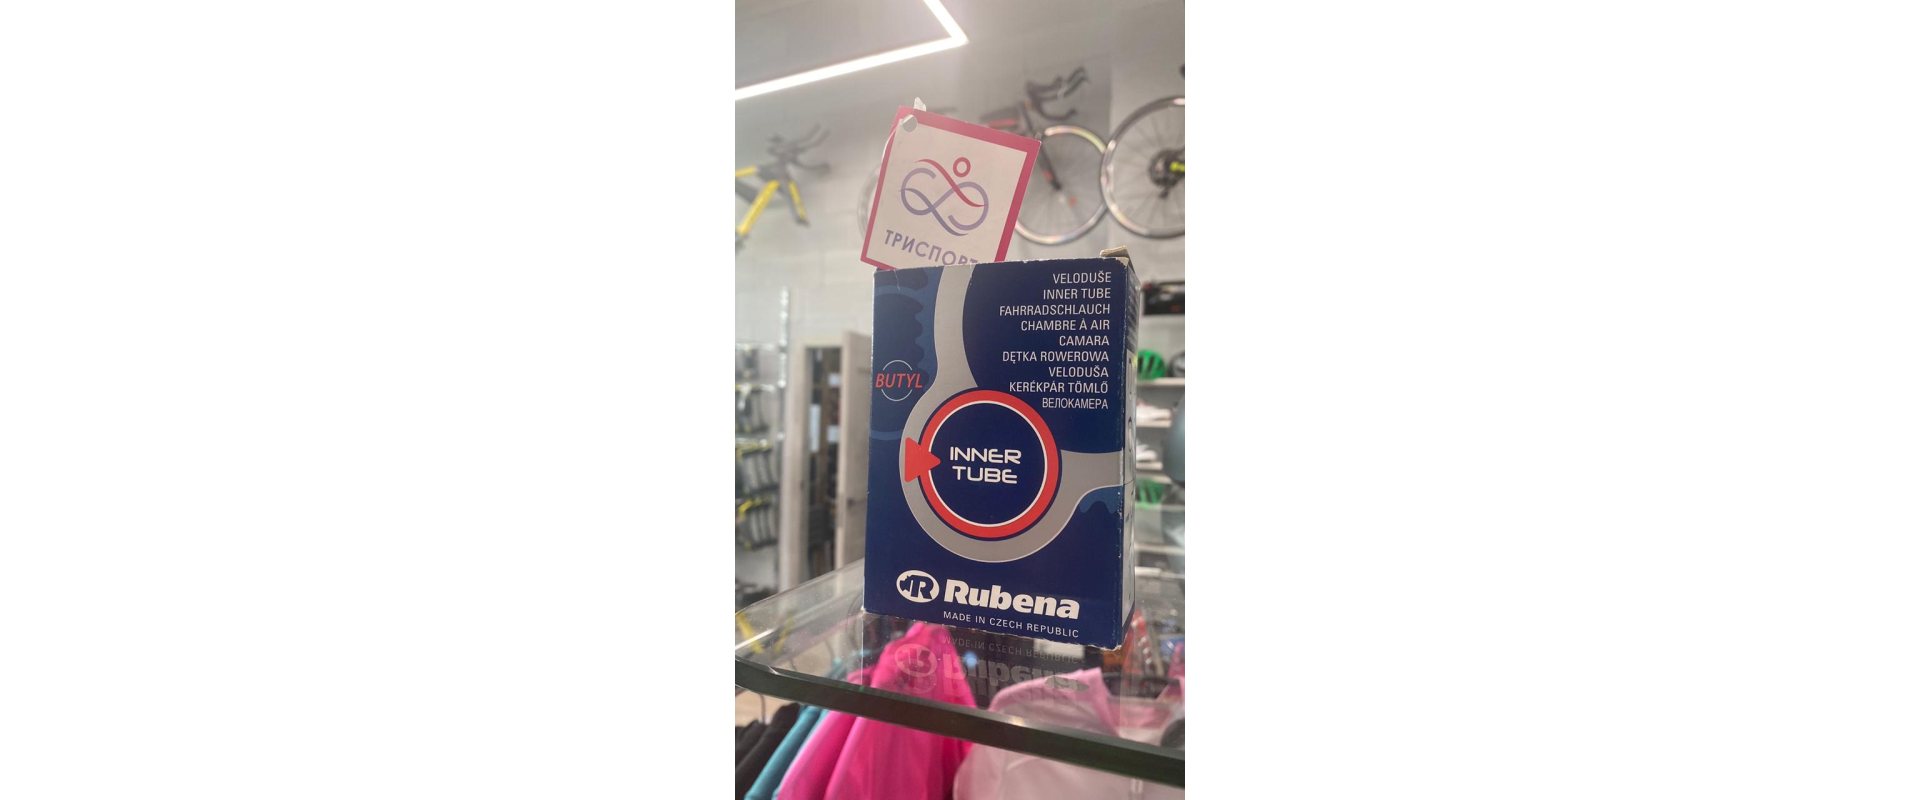 ТРИСПОРТ
VELODUŠE
INNER TUBE
FAHRRADSCHLAUCH
CHAMBRE À AIR
CAMARA
DĘTKA ROWEROWA
VELODUŠA
KERÉKPÁR TÖMLŐ
ВЕЛОКАМЕРА
BUTYL
INNER
TUBE
R Rubena
MADE IN CZECH REPUBLIC